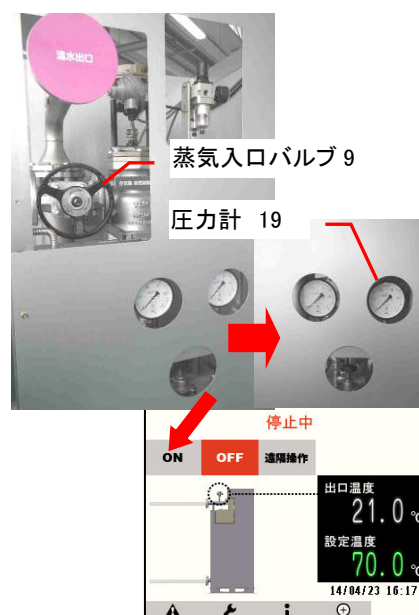 温水出口
蒸気入口バルブ 9
圧力計 19
停止中
ON OFF 遠隔操作
出口温度
21.0 ℃
設定温度
70.0 ℃
14/04/23 16:17